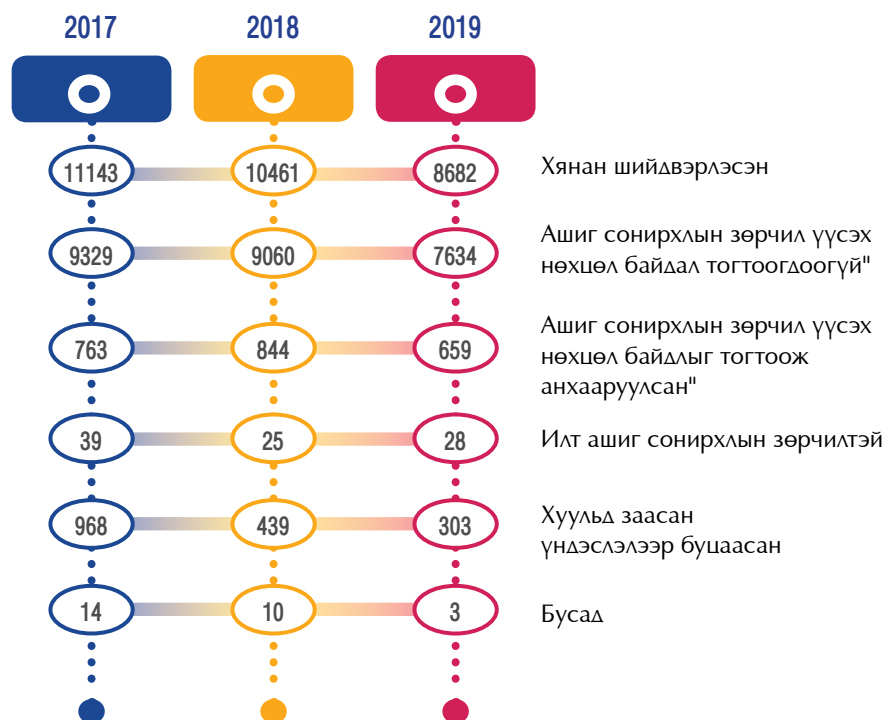 2017 2018 2019
11143 10461 8682 Хянан шийдвэрлэсэн
9329 9060 7634 Ашиг сонирхлын зөрчил үүсэх
нөхцөл байдал тогтоогдоогүй"
763 844 659 Ашиг сонирхлын зөрчил үүсэх
нөхцөл байдлыг тогтоож
анхааруулсан"
39 25 28 Илт ашиг сонирхлын зөрчилтэй
968 439 303 Хуульд заасан
үндэслэлээр буцаасан
14 10 3 Бусад